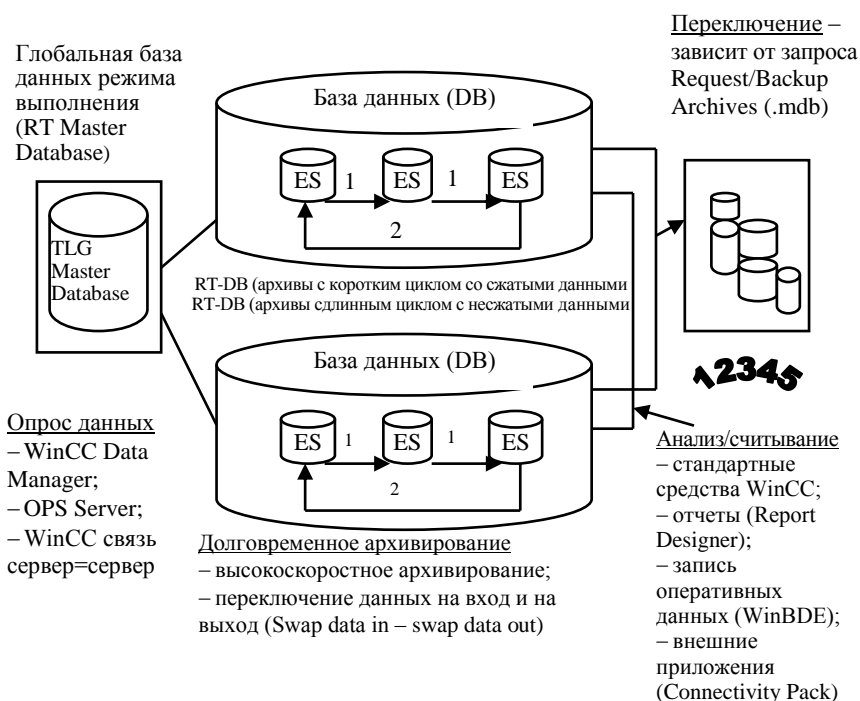 Глобальная база
данных режима
выполнения
(RT Master
Database)
База данных (DB)
ES
1
ES
1
ES
2
Переключение –
зависит от запроса
Request/Backup
Archives (.mdb)
TLG
Master
Database
RT-DB (архивы с коротким циклом со сжатыми данными
RT-DB (архивы сдлинным циклом с несжатыми данными
База данных (DB)
ES
1
ES
1
ES
2
12345
Опрос данных
– WinCC Data
Manager;
– OPS Server;
– WinCC связь
сервер=сервер
Долговременное архивирование
– высокоскоростное архивирование;
– переключение данных на вход и на
выход (Swap data in – swap data out)
Анализ/считывание
– стандартные
средства WinCC;
– отчеты (Report
Designer);
– запись
оперативных
данных (WinBDE);
– внешние
приложения
(Connectivity Pack)